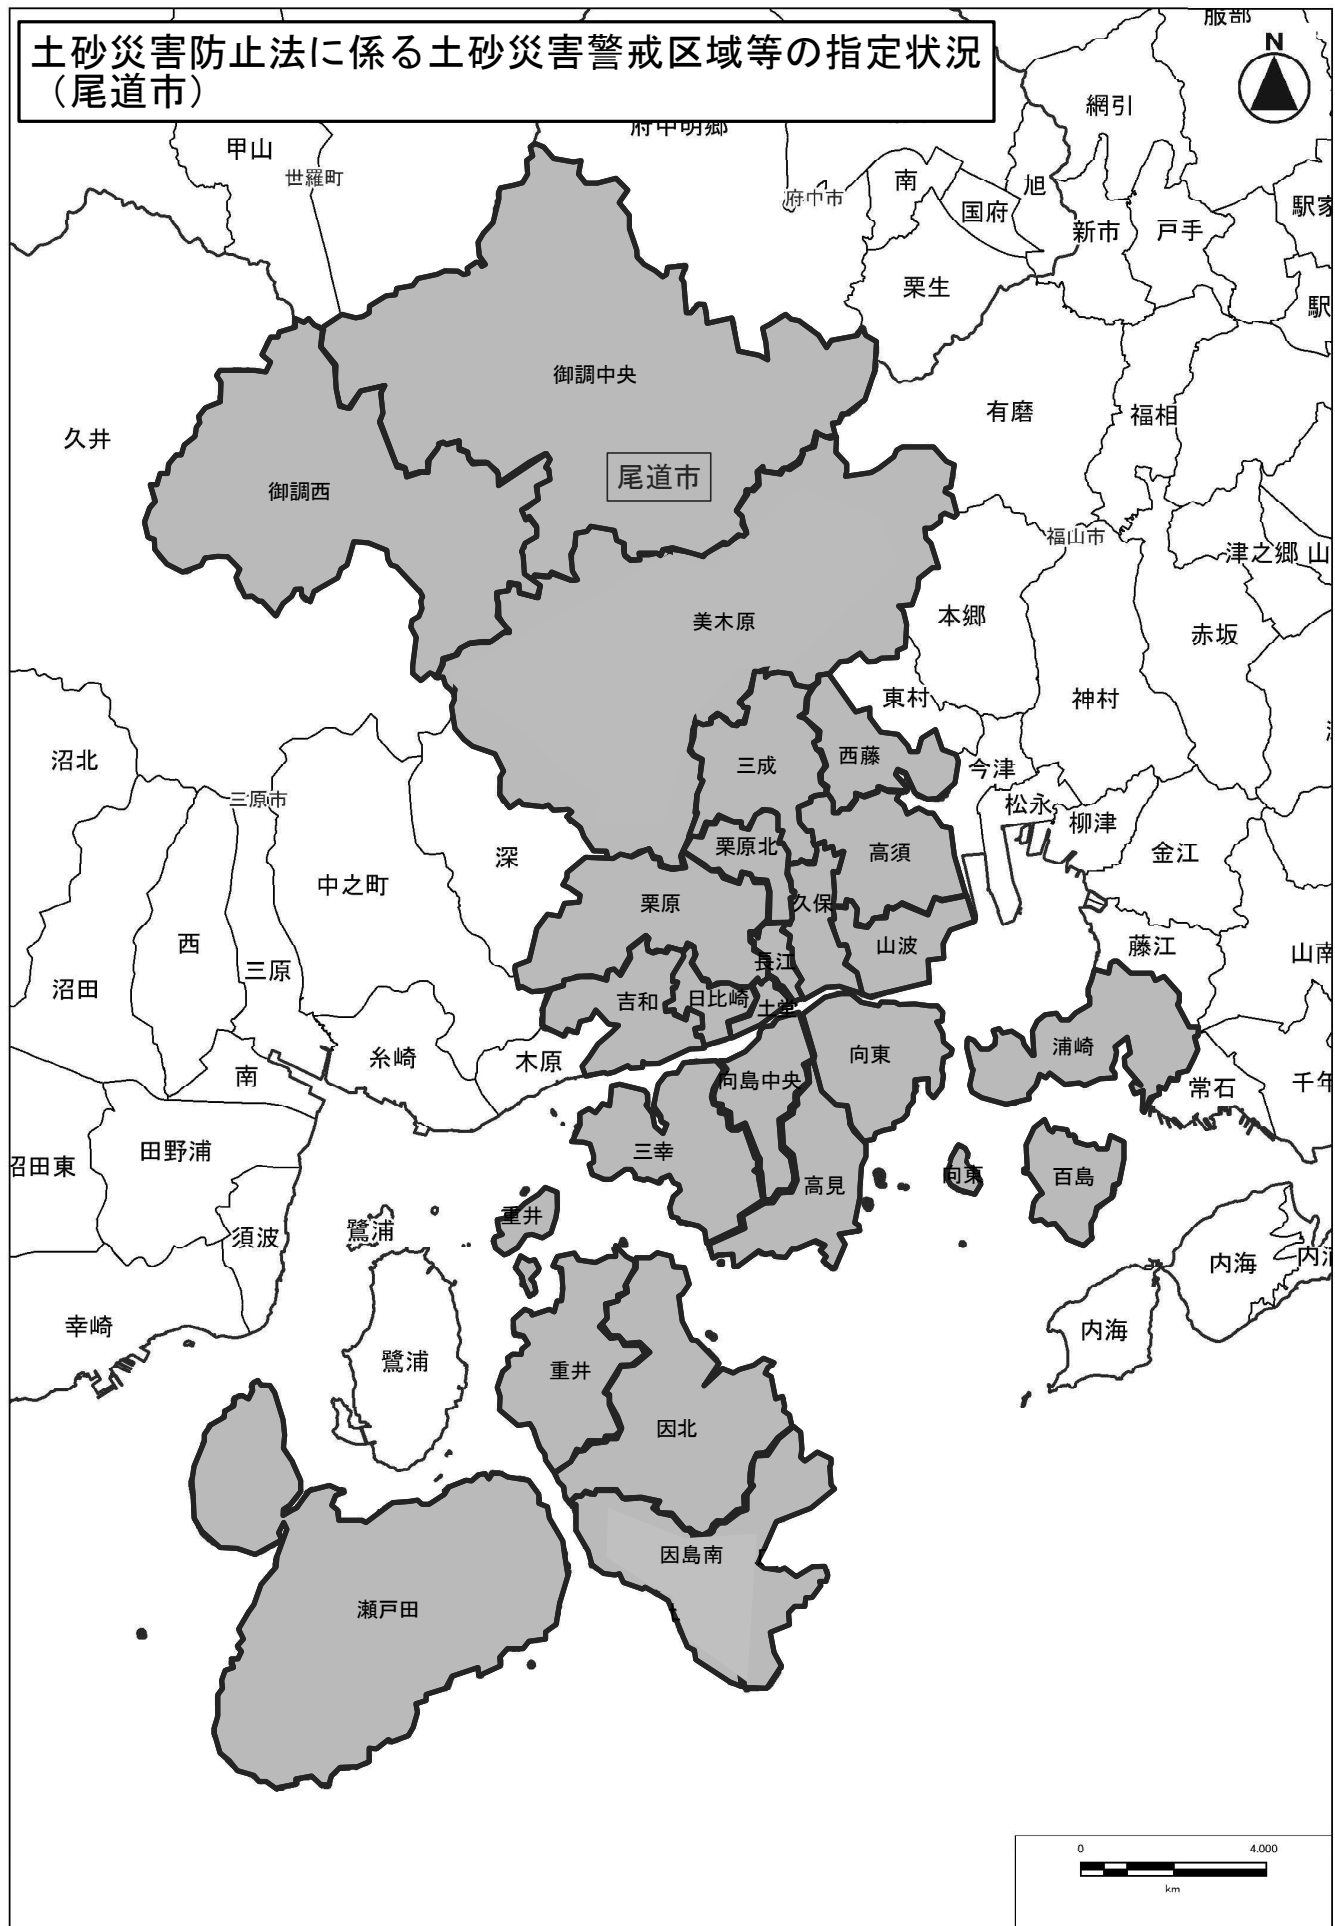 土砂災害防止法に係る土砂災害警戒区域等の指定状況
（尾道市）
服部
N
網引
府中明郷
甲山
世羅町
南
旭
府中市
国府
駅家
新市
戸手
栗生
駅
御調中央
有磨
福相
久井
尾道市
御調西
福山市
津之郷
山
美木原
本郷
赤坂
東村
神村
沼北
三成
西藤
今津
三原市
松永
柳津
栗原北
高須
金江
深
中之町
栗原
久保
西
山波
藤江
山南
三原
長江
沼田
吉和
日比崎
土堂
向東
浦崎
糸崎
木原
南
向島中央
常石
千年
田野浦
三幸
沼田東
高見
向東
百島
重井
須波
鷺浦
内海
内海
幸崎
内海
鷺浦
重井
因北
因島南
瀬戸田
0
4.000
km